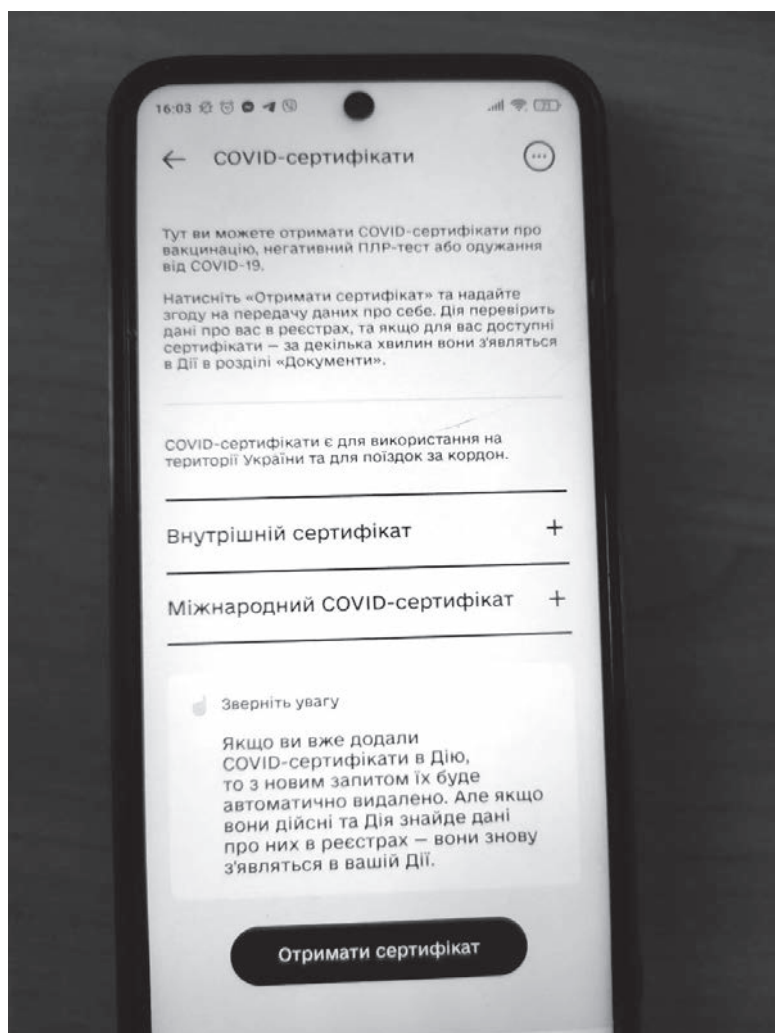 16:03
COVID-сертифікати
Тут ви можете отримати COVID-сертифікати про
вакцинацію, негативний ПЛР-тест або одужання
від COVID-19.
Натисніть «Отримати сертифікат» та надайте
згоду на передачу даних про себе. Дія перевірить
дані про вас в реєстрах, та якщо для вас доступні
сертифікати — за декілька хвилин вони з'являться
в Дії в розділі «Документи».
COVID-сертифікати є для використання на
території України та для поїздок за кордон.
Внутрішній сертифікат +
Міжнародний COVID-сертифікат +
Зверніть увагу
Якщо ви вже додали
COVID-сертифікати в Дію,
то з новим запитом їх буде
автоматично видалено. Але якщо
вони дійсні та Дія знайде дані
про них в реєстрах — вони знову
з'являться в вашій Дії.
Отримати сертифікат